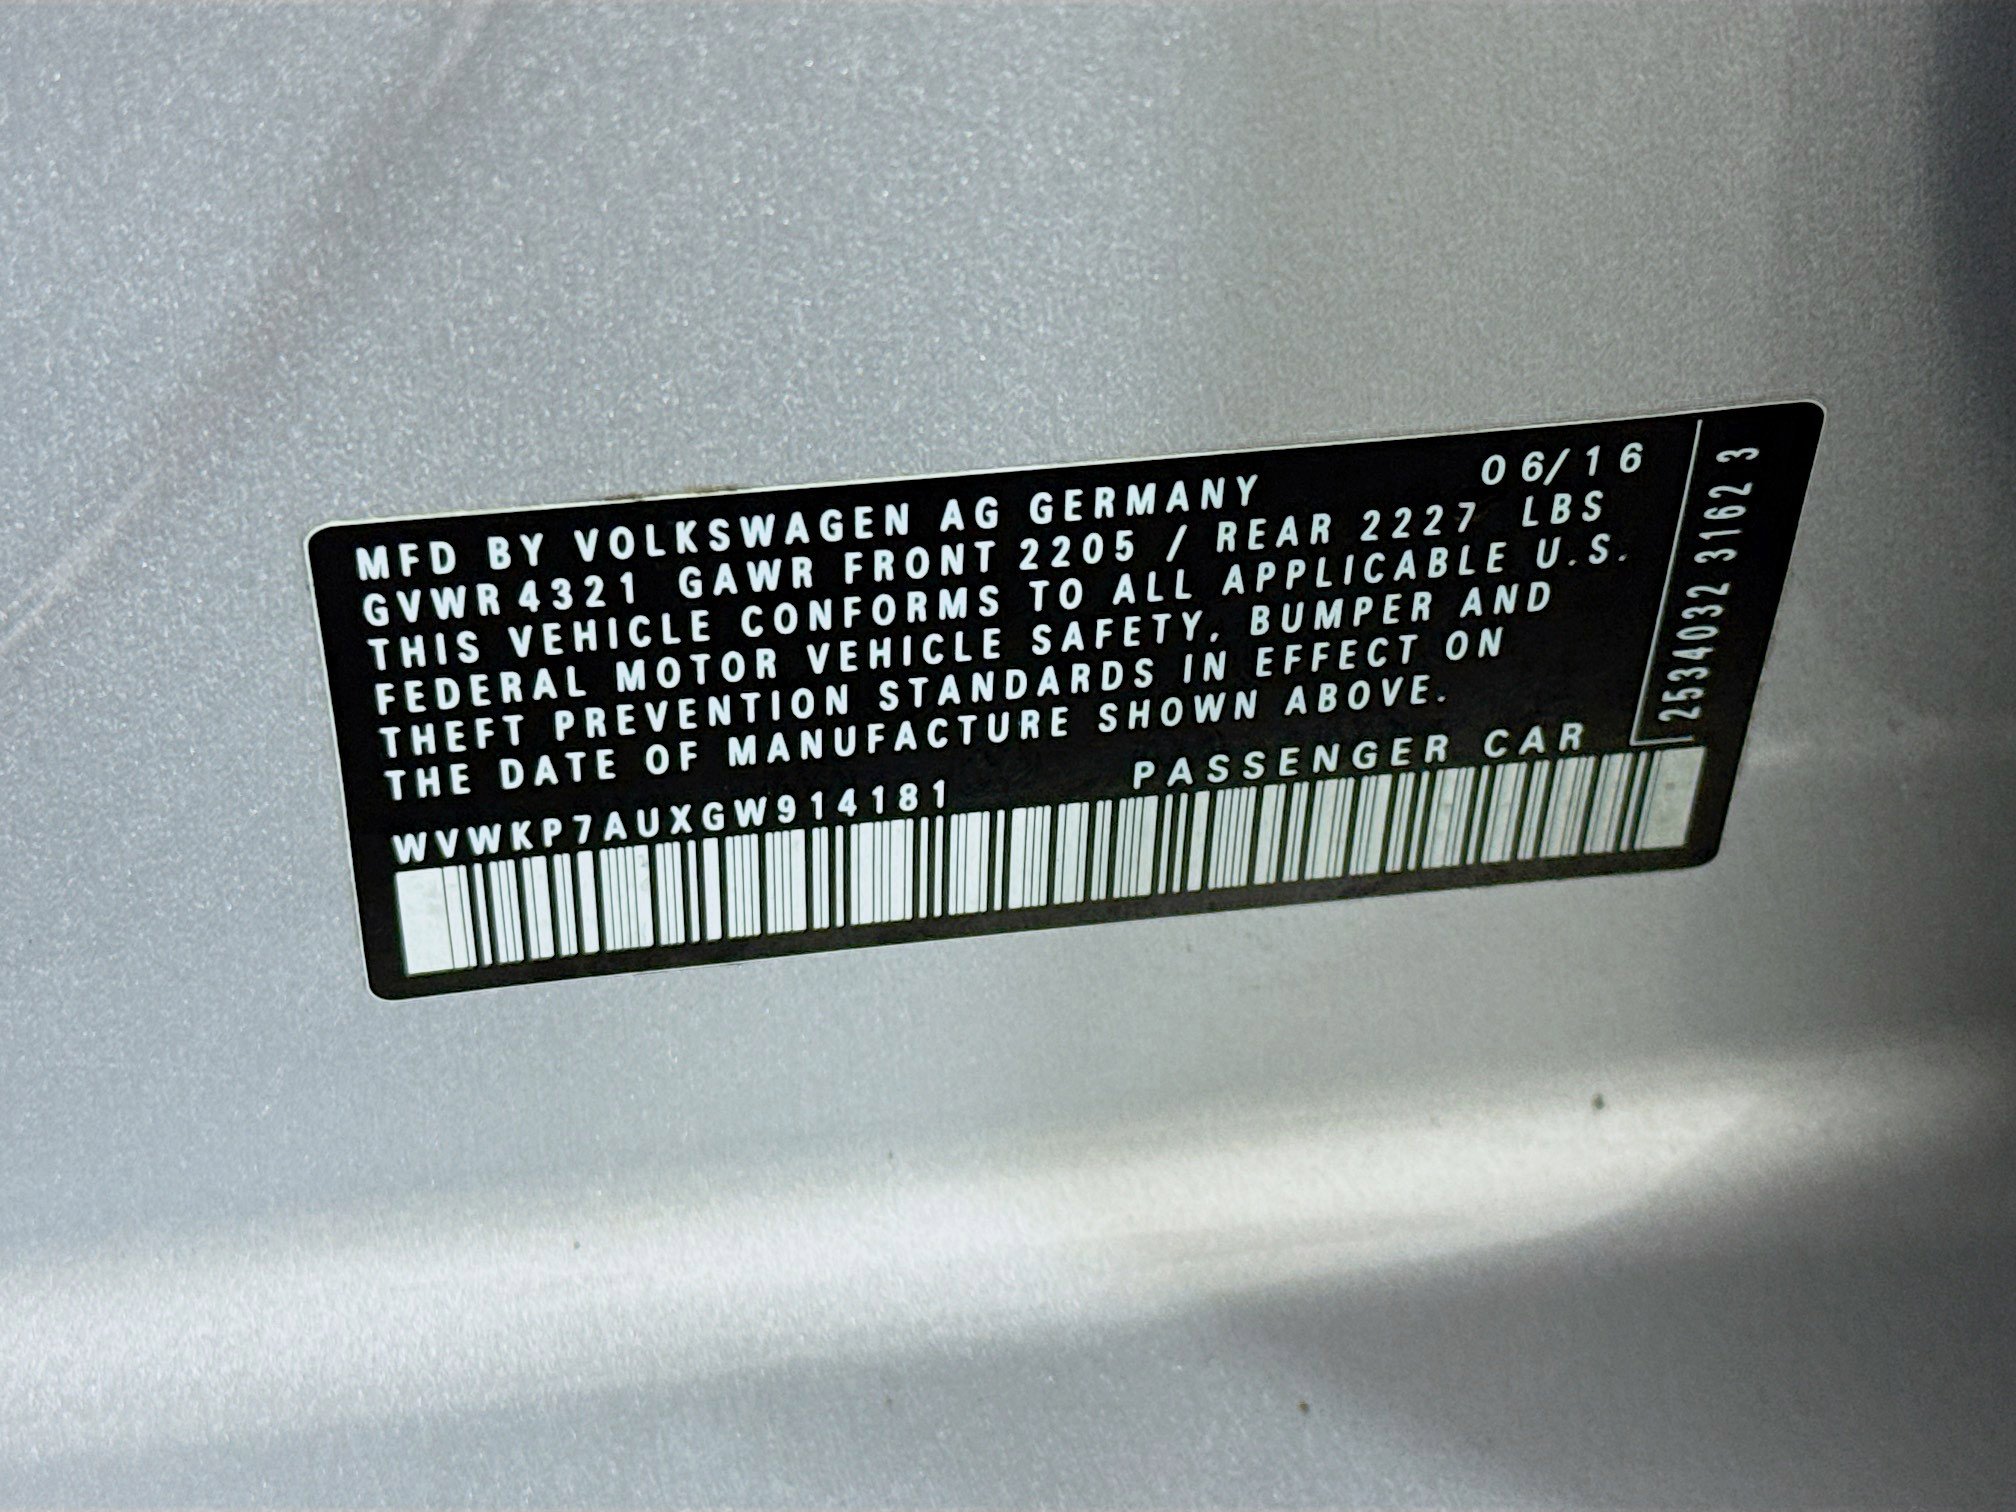 MFD BY VOLKSWAGEN AG GERMANY 06/16
GVWR 4321 GAWR FRONT 2205 / REAR 2227 LBS
THIS VEHICLE CONFORMS TO ALL APPLICABLE U.S.
FEDERAL MOTOR VEHICLE SAFETY, BUMPER AND
THEFT PREVENTION STANDARDS IN EFFECT ON
THE DATE OF MANUFACTURE SHOWN ABOVE.
WVWKP7AUXGW914181 PASSENGER CAR
2534032 3162 3